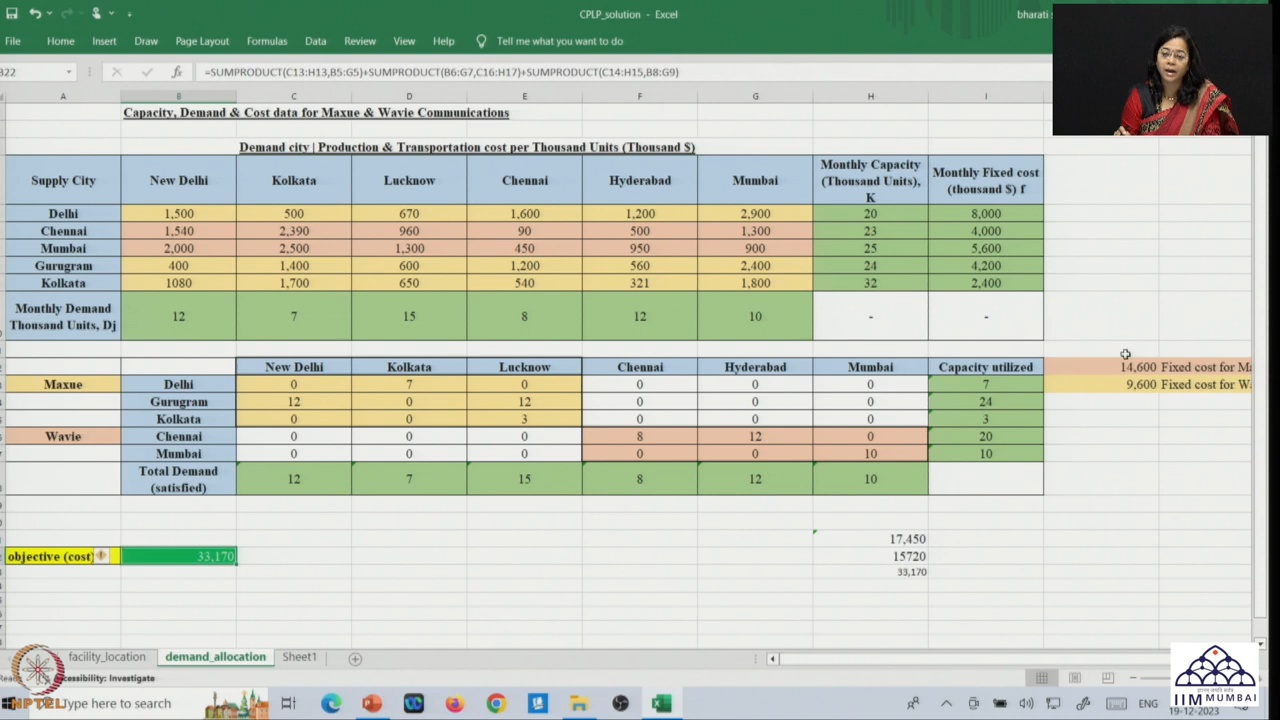 CPLP_solution - Excel
bharati s
File Home Insert Draw Page Layout Formulas Data Review View Help Tell me what you want to do
B22 fx =SUMPRODUCT(C13:H13,B5:G5)+SUMPRODUCT(B6:G7,C16:H17)+SUMPRODUCT(C14:H15,B8:G9)
A B C D E F G H I
Capacity, Demand & Cost data for Maxue & Wavie Communications
Demand city | Production & Transportation cost per Thousand Units (Thousand $)
Supply City New Delhi Kolkata Lucknow Chennai Hyderabad Mumbai Monthly Capacity (Thousand Units), K Monthly Fixed cost (thousand $) f
Delhi 1,500 500 670 1,600 1,200 2,900 20 8,000
Chennai 1,540 2,390 960 90 500 1,300 23 4,000
Mumbai 2,000 2,500 1,300 450 950 900 25 5,600
Gurugram 400 1,400 600 1,200 560 2,400 24 4,200
Kolkata 1080 1,700 650 540 321 1,800 32 2,400
Monthly Demand Thousand Units, Dj 12 7 15 8 12 10 - -
New Delhi Kolkata Lucknow Chennai Hyderabad Mumbai Capacity utilized 14,600 Fixed cost for Ma
Maxue Delhi 0 7 0 0 0 0 7 9,600 Fixed cost for W
Gurugram 12 0 12 0 0 0 24
Kolkata 0 0 3 0 0 0 3
Wavie Chennai 0 0 0 8 12 0 20
Mumbai 0 0 0 0 0 10 10
Total Demand (satisfied) 12 7 15 8 12 10
17,450
objective (cost) 33,170 15720
33,170
facility_location demand_allocation Sheet1
Accessibility: Investigate
NPTEL
Type here to search
ENG
19-12-2023
IIM MUMBAI